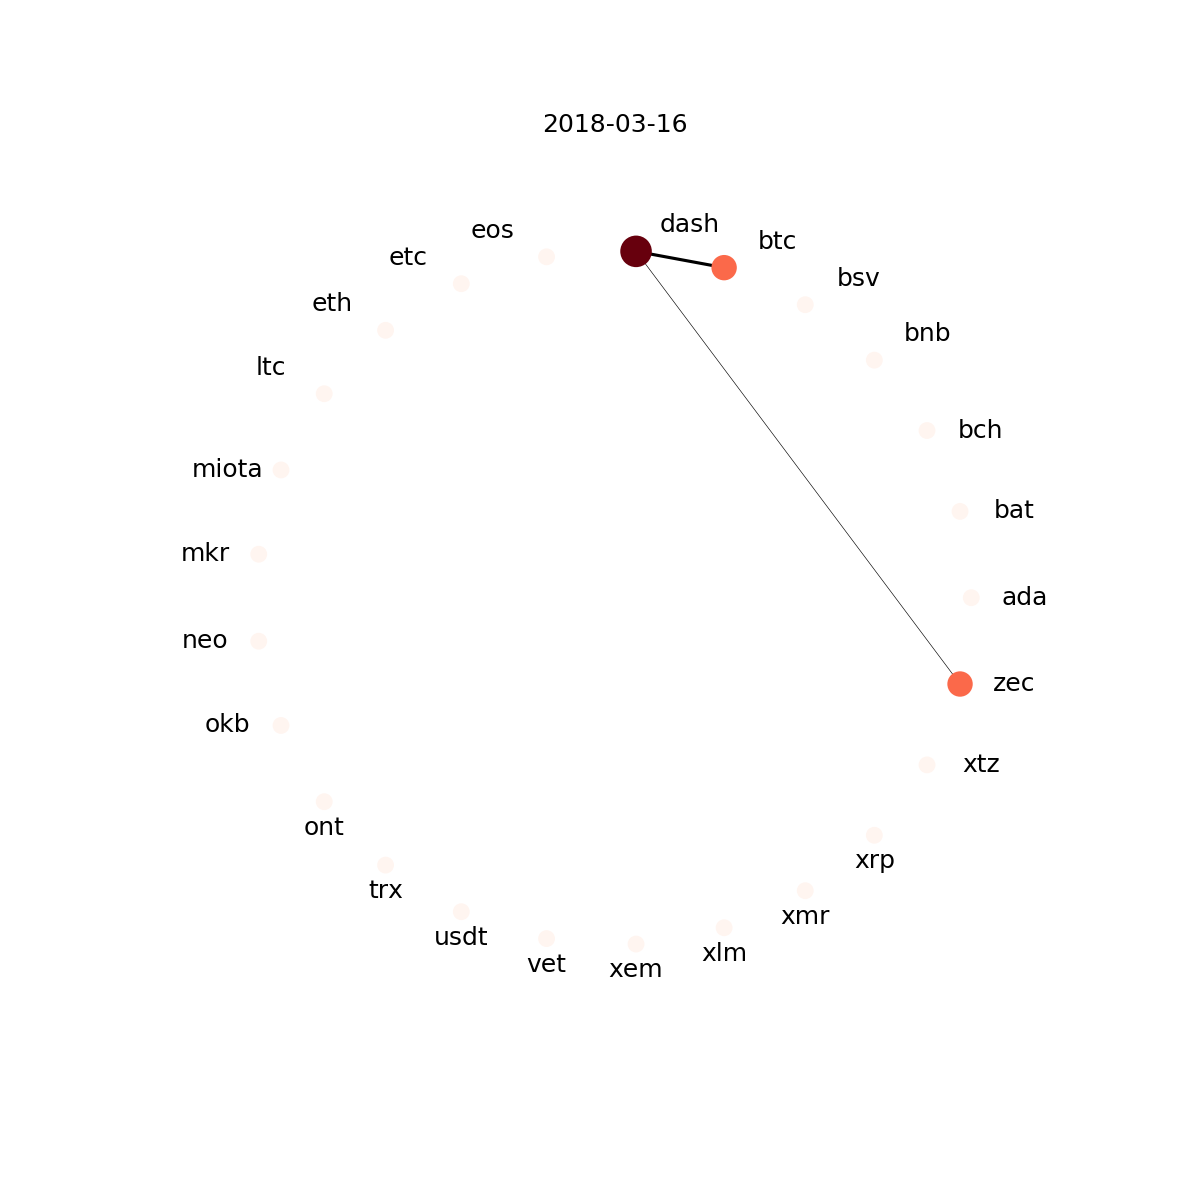 2018-03-16
dash
eos
btc
etc
bsv
eth
bnb
ltc
bch
miota
bat
mkr
ada
neo
zec
okb
xtz
ont
xrp
trx
xmr
usdt
xlm
vet
xem